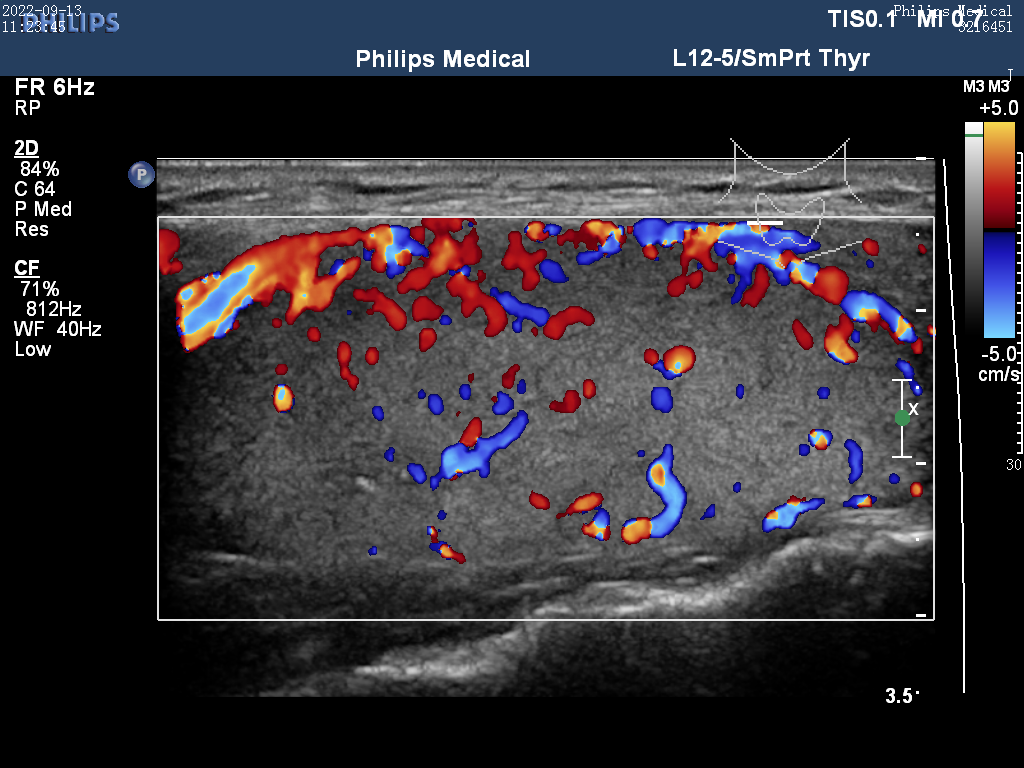 2022-09-13
PHILIPS
11:23:45
TIS0.1 MI 0.7
Philips Medical
3216451
Philips Medical
L12-5/SmPrt Thyr
FR 6Hz
RP
2D
84%
C 64
P Med
Res
CF
71%
812Hz
WF 40Hz
Low
P
M3 M3
+5.0
-5.0
cm/s
x
30
3.5